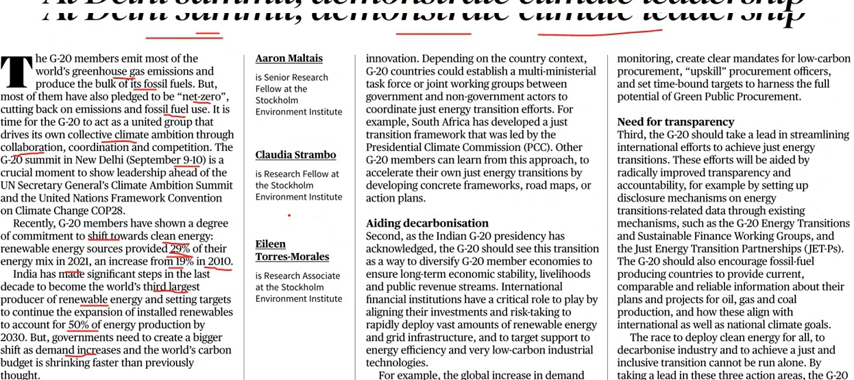 At Delhi summit, demonstrate climate leadership
The G-20 members emit most of the
world's greenhouse gas emissions and
produce the bulk of its fossil fuels. But,
most of them have also pledged to be “net-zero”,
cutting back on emissions and fossil fuel use. It is
time for the G-20 to act as a united group that
drives its own collective climate ambition through
collaboration, coordination and competition. The
G-20 summit in New Delhi (September 9-10) is a
crucial moment to show leadership ahead of the
UN Secretary General's Climate Ambition Summit
and the United Nations Framework Convention
on Climate Change COP28.
Recently, G-20 members have shown a degree
of commitment to shift towards clean energy:
renewable energy sources provided 29% of their
energy mix in 2021, an increase from 19% in 2010.
India has made significant steps in the last
decade to become the world's third largest
producer of renewable energy and setting targets
to continue the expansion of installed renewables
to account for 50% of energy production by
2030. But, governments need to create a bigger
shift as demand increases and the world's carbon
budget is shrinking faster than previously
thought.
Aaron Maltais
is Senior Research
Fellow at the
Stockholm
Environment Institute
Claudia Strambo
is Research Fellow at
the Stockholm
Environment Institute
Eileen
Torres-Morales
is Research Associate
at the Stockholm
Environment Institute
innovation. Depending on the country context,
G-20 countries could establish a multi-ministerial
task force or joint working groups between
government and non-government actors to
coordinate just energy transition efforts. For
example, South Africa has developed a just
transition framework that was led by the
Presidential Climate Commission (PCC). Other
G-20 members can learn from this approach, to
accelerate their own just energy transitions by
developing concrete frameworks, road maps, or
action plans.
Aiding decarbonisation
Second, as the Indian G-20 presidency has
acknowledged, the G-20 should see this transition
as a way to diversify G-20 member economies to
ensure long-term economic stability, livelihoods
and public revenue streams. International
financial institutions have a critical role to play by
aligning their investments and risk-taking to
rapidly deploy vast amounts of renewable energy
and grid infrastructure, and to target support to
energy efficiency and very low-carbon industrial
technologies.
For example, the global increase in demand
monitoring, create clear mandates for low-carbon
procurement, “upskill” procurement officers,
and set time-bound targets to harness the full
potential of Green Public Procurement.
Need for transparency
Third, the G-20 should take a lead in streamlining
international efforts to achieve just energy
transitions. These efforts will be aided by
radically improved transparency and
accountability, for example by setting up
disclosure mechanisms on energy
transitions-related data through existing
mechanisms, such as the G-20 Energy Transitions
and Sustainable Finance Working Groups, and
the Just Energy Transition Partnerships (JET-Ps).
The G-20 should also encourage fossil-fuel
producing countries to provide current,
comparable and reliable information about their
plans and projects for oil, gas and coal
production, and how these align with
international as well as national climate goals.
The race to deploy clean energy for all, to
decarbonise industry and to achieve a just and
inclusive transition cannot be run alone. By
taking a lead in these three action areas, the G-20